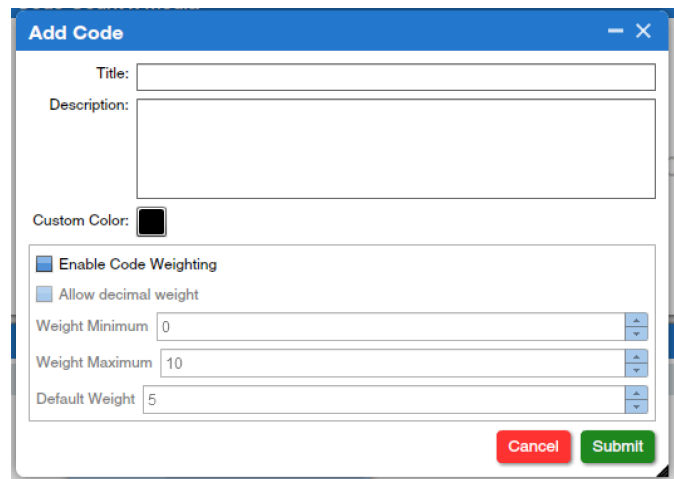 Add Code
Title:
Description:
Custom Color:
Enable Code Weighting
Allow decimal weight
Weight Minimum 0
Weight Maximum 10
Default Weight 5
Cancel Submit